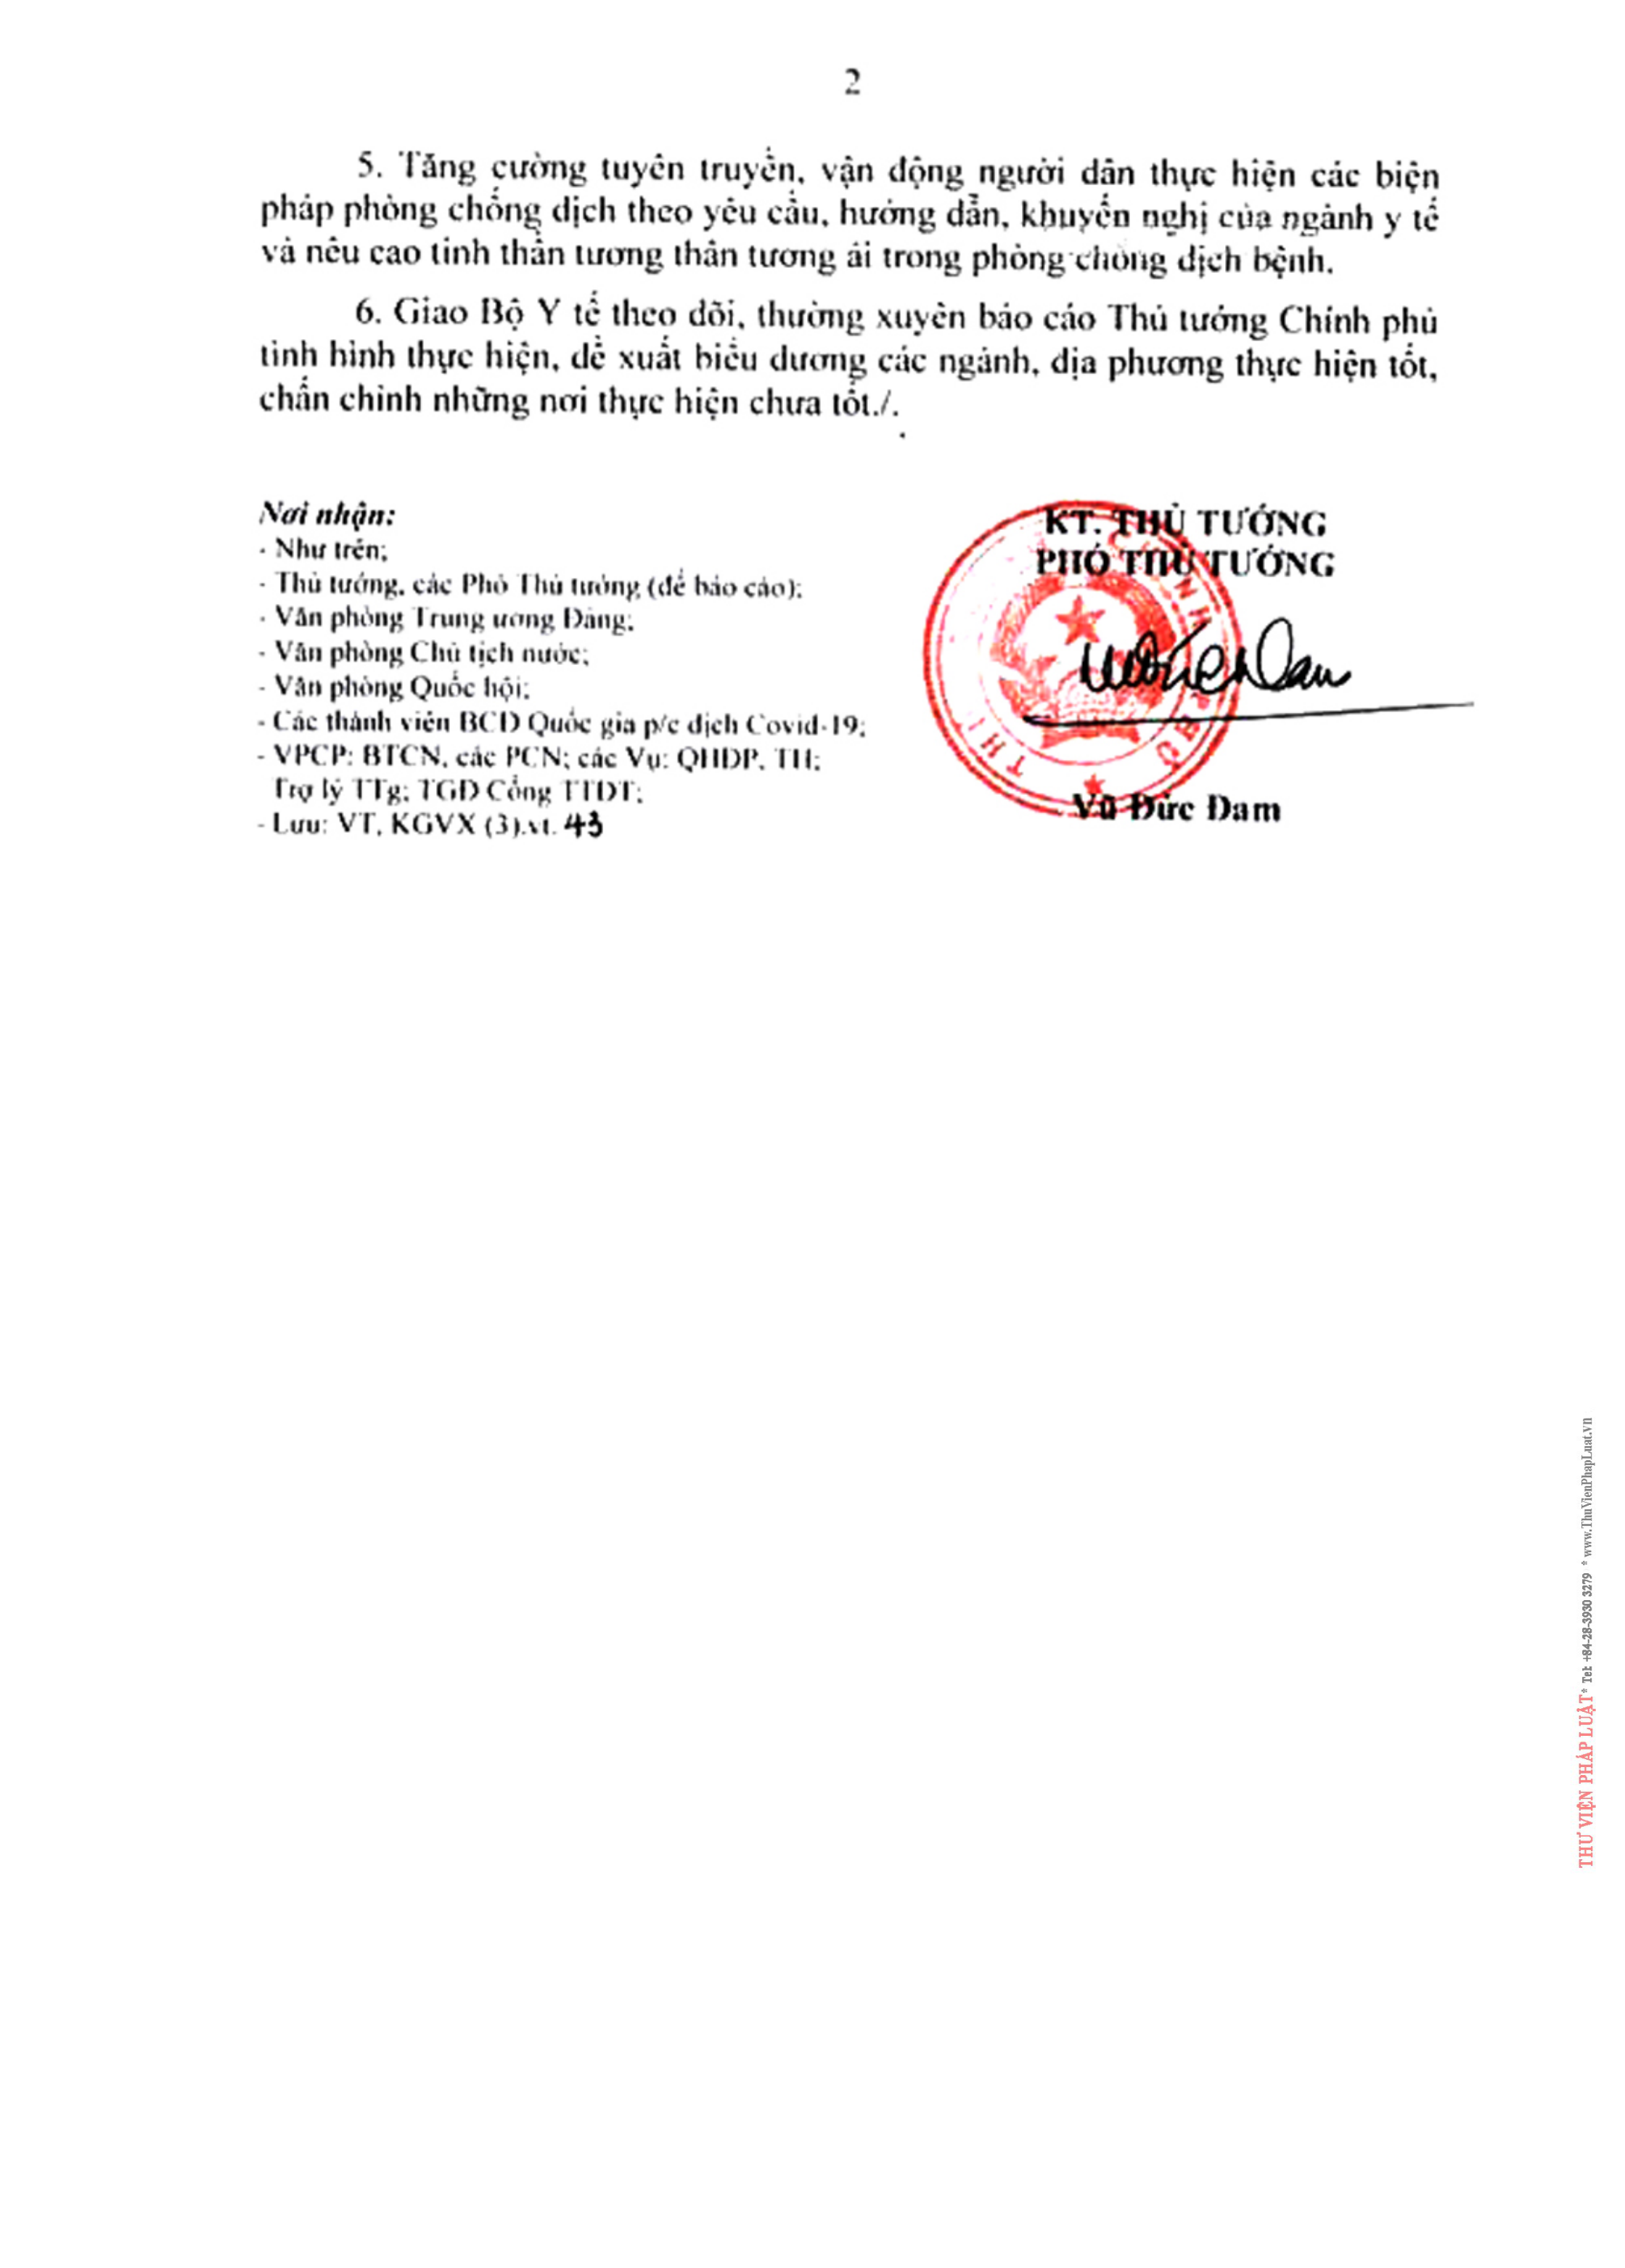 2
5. Tăng cường tuyên truyền, vận động người dân thực hiện các biện
pháp phòng chống dịch theo yêu cầu, hướng dẫn, khuyến nghị của ngành y tế
và nêu cao tinh thần tương thân tương ái trong phòng chống dịch bệnh.
6. Giao Bộ Y tế theo dõi, thường xuyên báo cáo Thủ tướng Chính phủ
tình hình thực hiện, đề xuất biểu dương các ngành, địa phương thực hiện tốt,
chấn chỉnh những nơi thực hiện chưa tốt./.
Nơi nhận:
- Như trên;
- Thủ tướng, các Phó Thủ tướng (để báo cáo);
- Văn phòng Trung ương Đảng;
- Văn phòng Chủ tịch nước;
- Văn phòng Quốc hội;
- Các thành viên BCĐ Quốc gia p/c dịch Covid-19;
- VPCP: BTCN, các PCN; các Vụ: QHĐP, TH;
Trợ lý TTg; TGĐ Cổng TTĐT;
- Lưu: VT, KGVX (3).vt. 43
KT. THỦ TƯỚNG
PHÓ THỦ TƯỚNG
THỦ TƯỚNG CHÍNH PHỦ
Vũ Đức Đam
THƯ VIỆN PHÁP LUẬT * Tel: +84-28-3930 3279 * www.ThuVienPhapLuat.vn